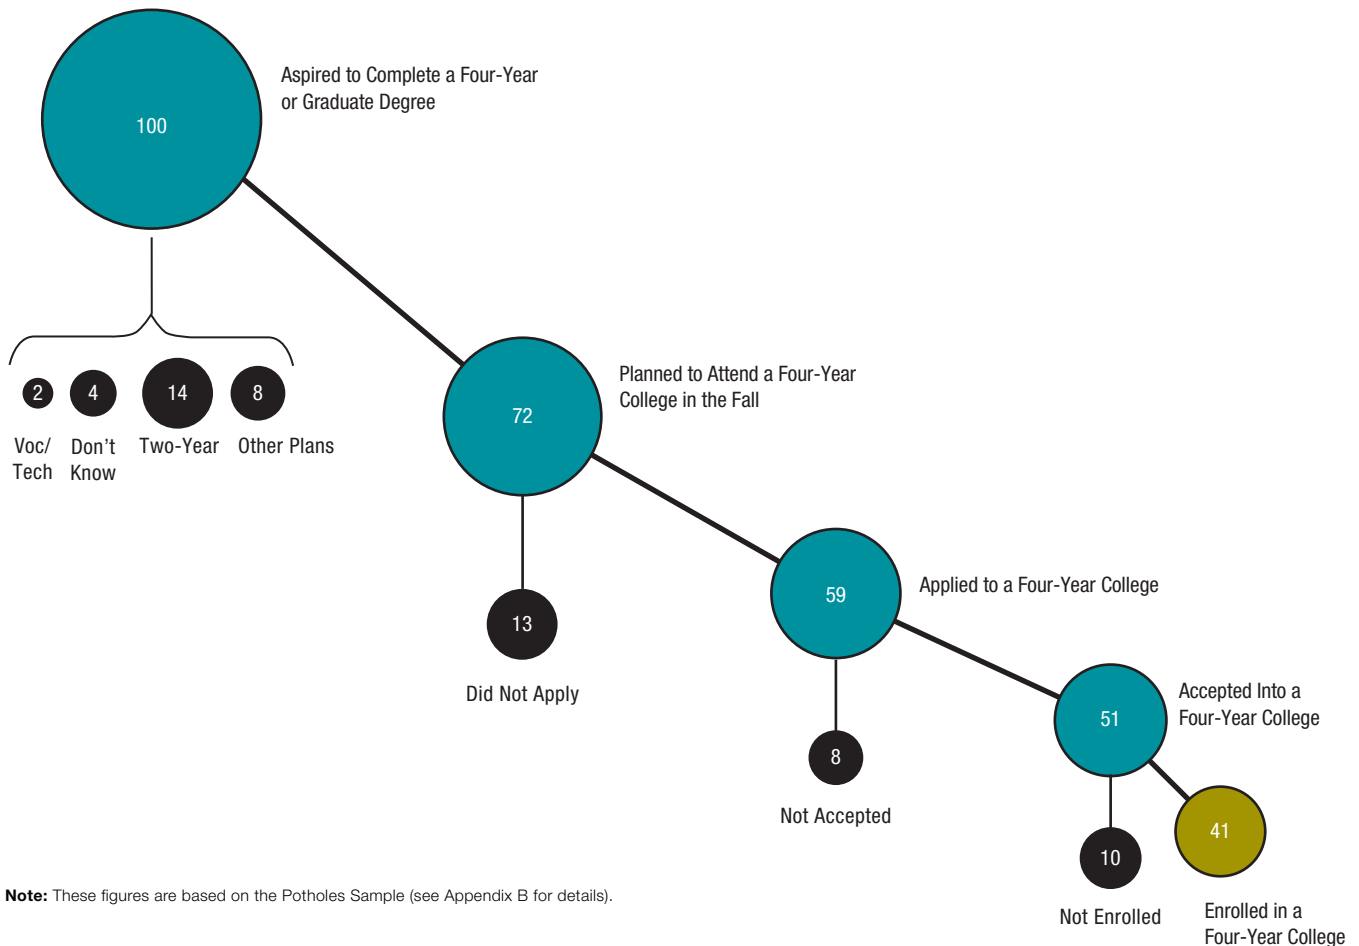 Aspired to Complete a Four-Year
or Graduate Degree
100
2
4
14
8
Voc/
Tech
Don't
Know
Two-Year
Other Plans
Planned to Attend a Four-Year
College in the Fall
72
13
Did Not Apply
Applied to a Four-Year College
59
8
Not Accepted
Accepted Into a
Four-Year College
51
10
Not Enrolled
41
Enrolled in a
Four-Year College
Note: These figures are based on the Potholes Sample (see Appendix B for details).